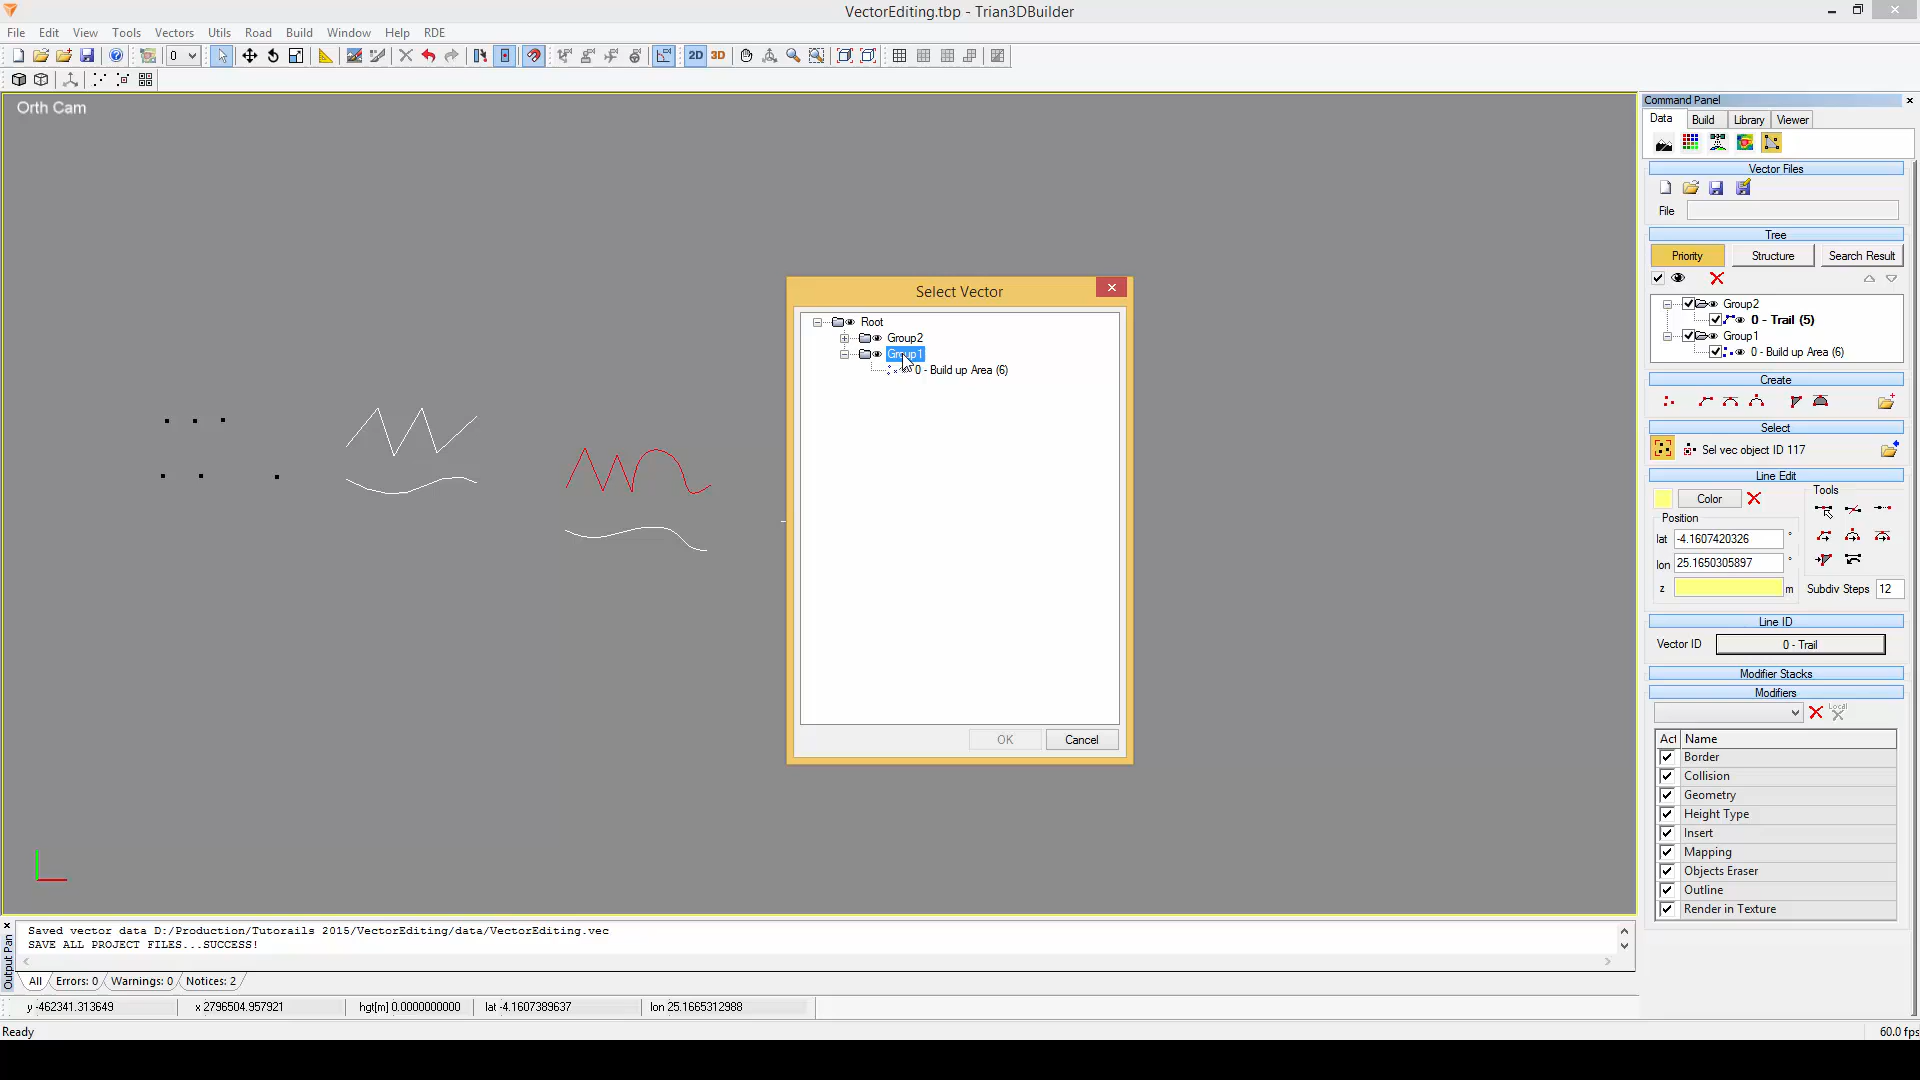 VectorEditing.tbp - Trian3DBuilder
File Edit View Tools Vectors Utils Road Build Window Help RDE
0 2D 3D
Orth Cam
Command Panel
Data Build Library Viewer
Vector Files
File
Tree
Priority Structure Search Result
Group2
0 - Trail (5)
Group1
0 - Build up Area (6)
Create
Select
Sel vec object ID 117
Line Edit
Color
Tools
Position
lat -4.1607420326 °
lon 25.1650305897 °
z m Subdiv Steps 12
Line ID
Vector ID 0 - Trail
Modifier Stacks
Modifiers
Local
Act Name
Border
Collision
Geometry
Height Type
Insert
Mapping
Objects Eraser
Outline
Render in Texture
Select Vector
Root
Group2
Group1
0 - Build up Area (6)
OK Cancel
Output Pan
Saved vector data D:/Production/Tutorails 2015/VectorEditing/data/VectorEditing.vec
SAVE ALL PROJECT FILES...SUCCESS!
All Errors: 0 Warnings: 0 Notices: 2
y -462341.313649 x 2796504.957921 hgt[m] 0.0000000000 lat -4.1607389637 lon 25.1665312988
Ready 60.0 fps